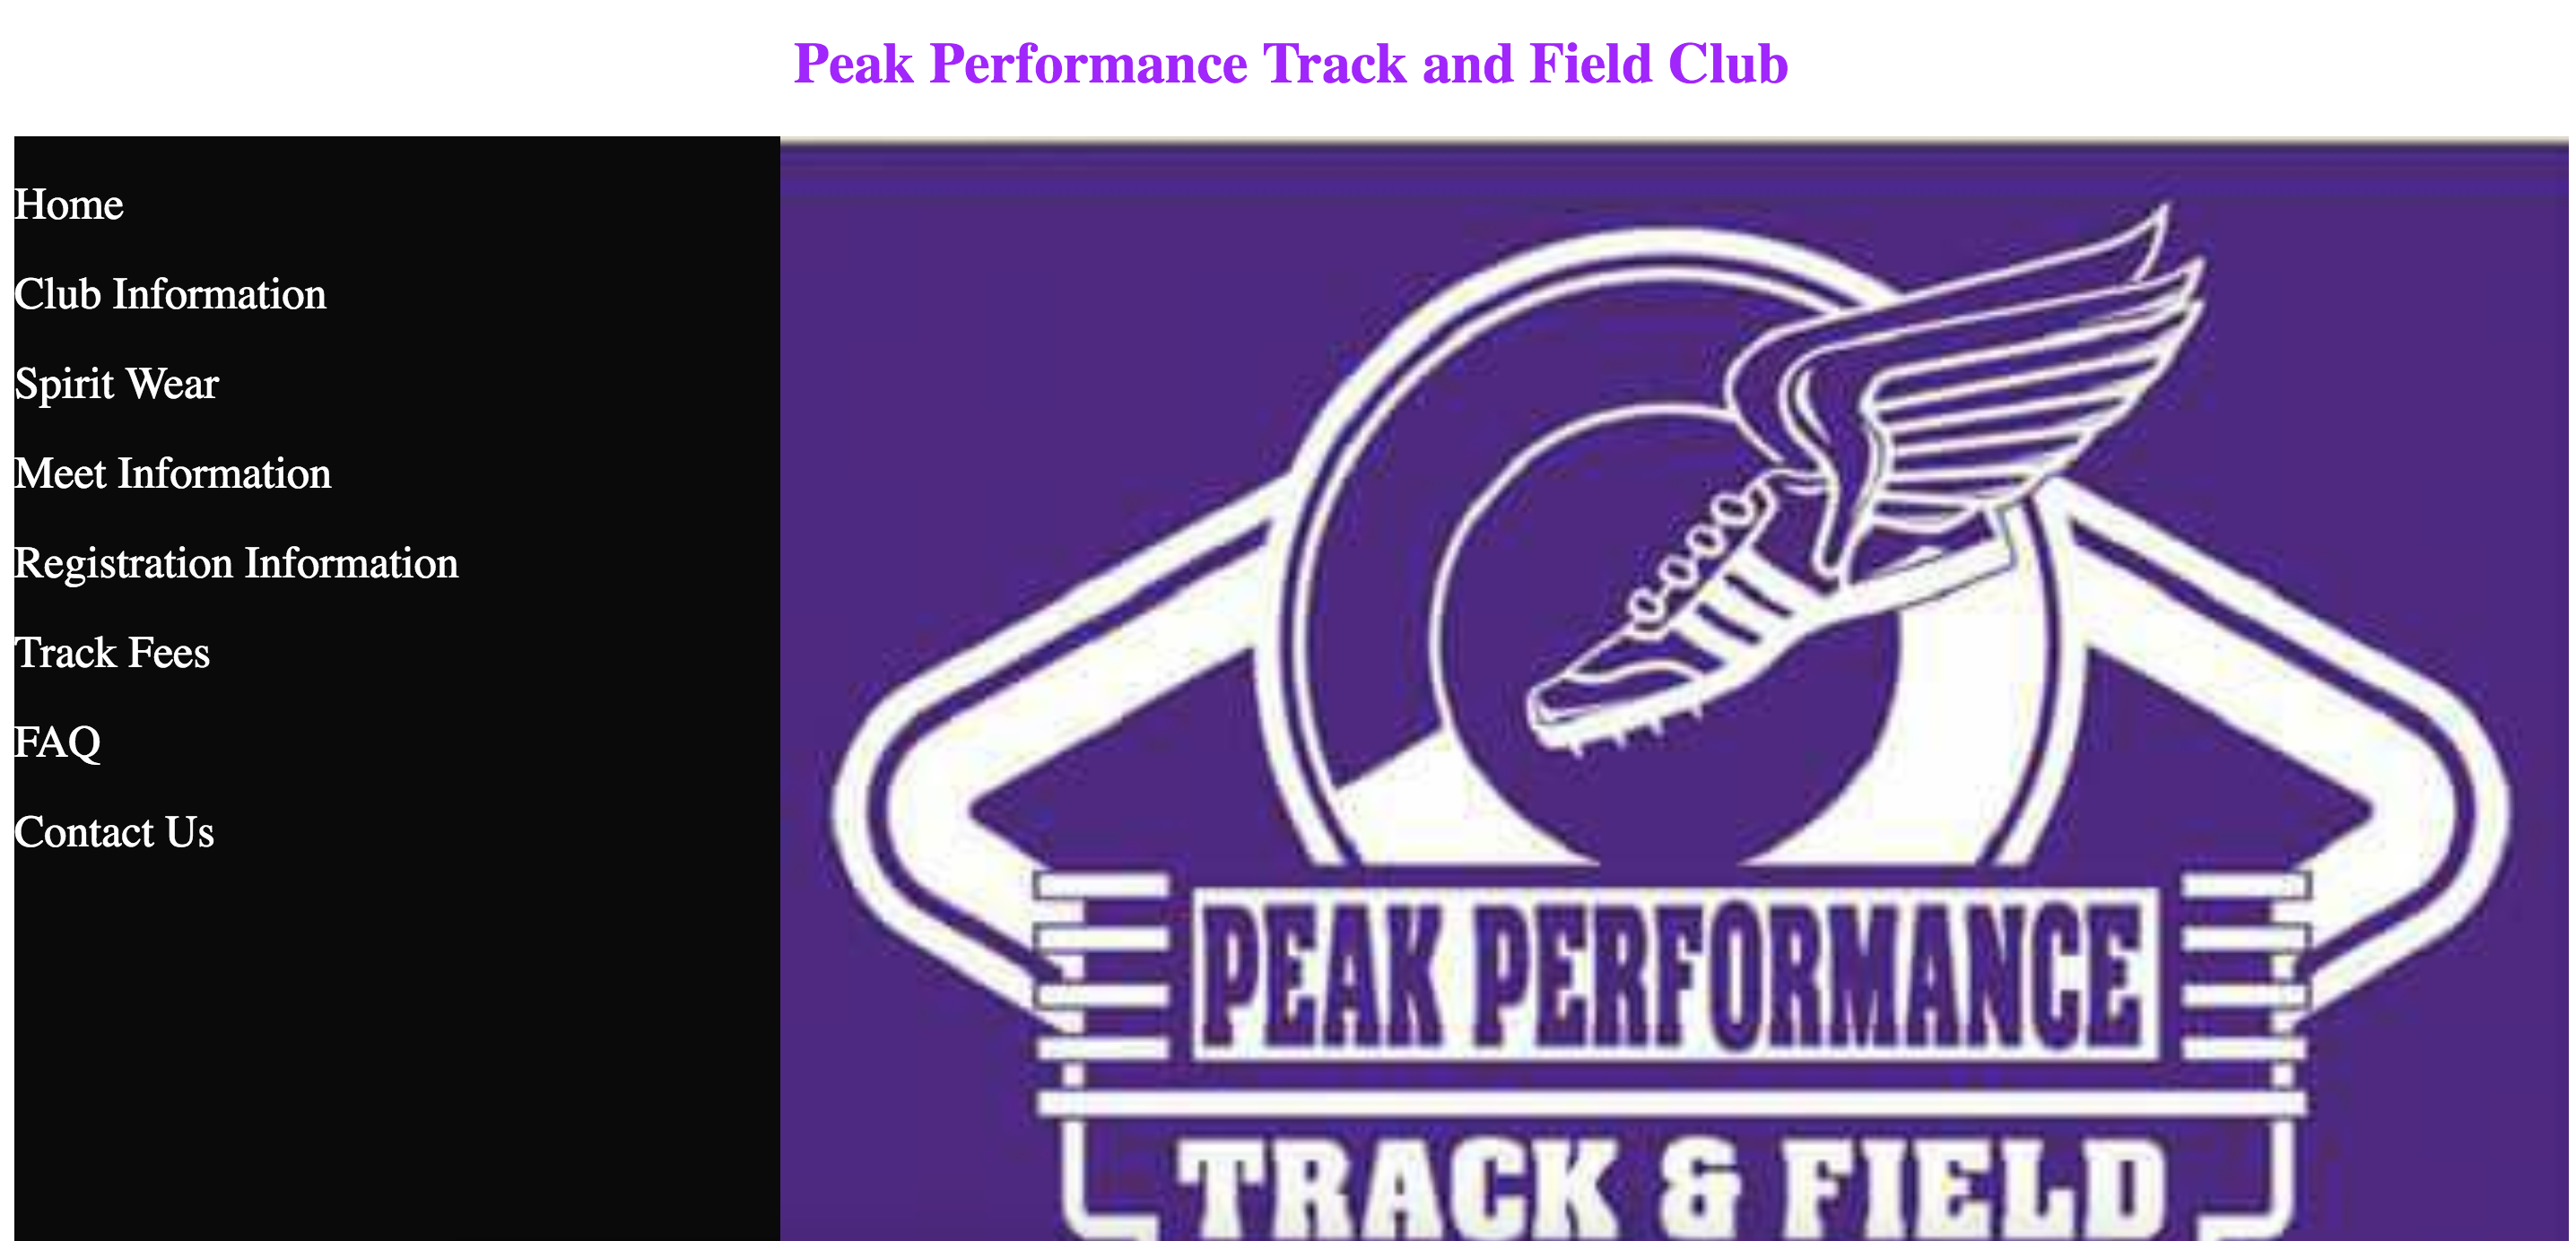 Peak Performance Track and Field Club
Home
Club Information
Spirit Wear
Meet Information
Registration Information
Track Fees
FAQ
Contact Us
PEAK PERFORMANCE
TRACK & FIELD